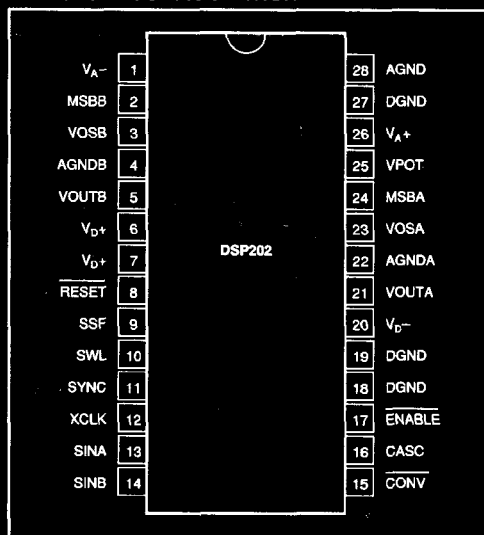 VA− 1 28 AGND
MSBB 2 27 DGND
VOSB 3 26 VA+
AGNDB 4 25 VPOT
VOUTB 5 24 MSBA
VD+ 6 23 VOSA
VD+ 7 DSP202 22 AGNDA
RESET 8 21 VOUTA
SSF 9 20 VD−
SWL 10 19 DGND
SYNC 11 18 DGND
XCLK 12 17 ENABLE
SINA 13 16 CASC
SINB 14 15 CONV